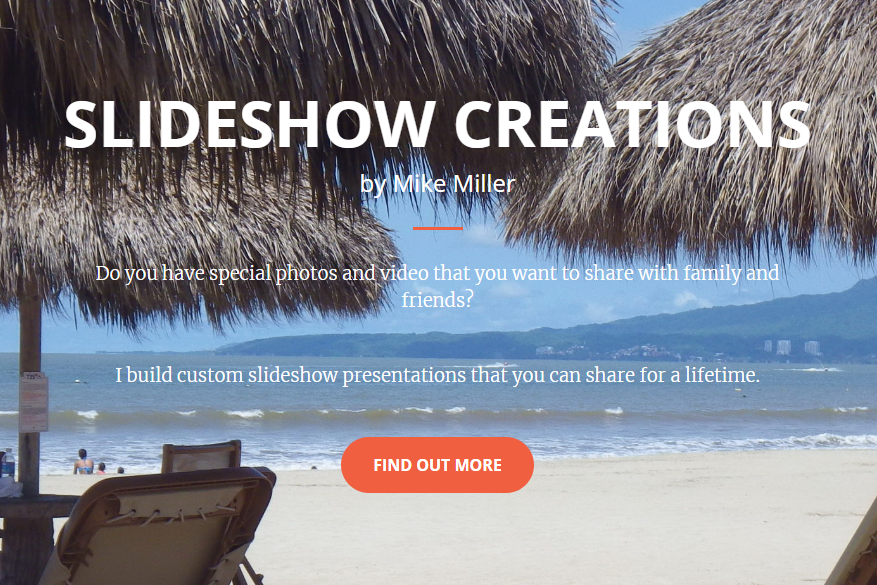 SLIDESHOW CREATIONS
by Mike Miller
Do you have special photos and video that you want to share with family and
friends?
I build custom slideshow presentations that you can share for a lifetime.
FIND OUT MORE